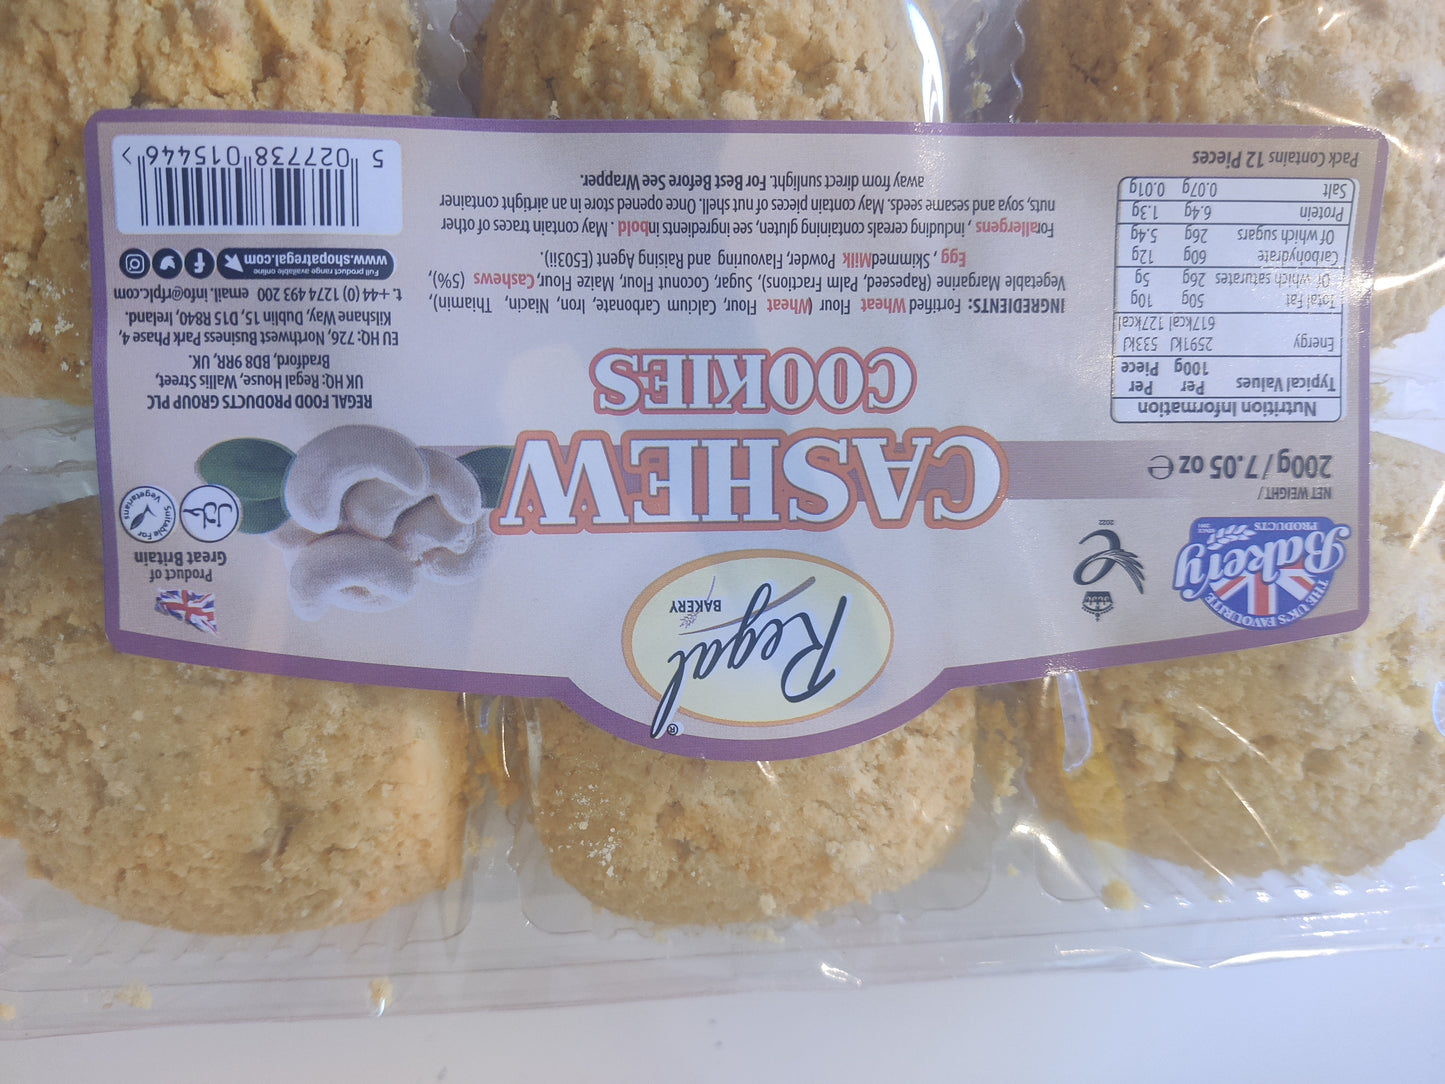 Regal
®
BAKERY
CASHEW
COOKIES
THE UK'S FAVOURITE
Bakery
PRODUCTS
SINCE
2001
2022
NET WEIGHT/
200g/7.05 oz ℮
Nutrition Information
Typical Values Per 100g Per Piece
Energy 2591kJ 533kJ
617kcal 127kcal
Total Fat 50g 10g
Of which saturates 26g 5g
Carbohydrate 60g 12g
Of which sugars 26g 5.4g
Protein 6.4g 1.3g
Salt 0.07g 0.01g
Pack Contains 12 Pieces
INGREDIENTS: Fortified Wheat Flour (Wheat Flour, Calcium Carbonate, Iron, Niacin, Thiamin),
Vegetable Margarine (Rapeseed, Palm Fractions), Sugar, Coconut Flour, Maize Flour, Cashews (5%),
Egg , SkimmedMilk Powder, Flavouring and Raising Agent (E503ii).
Forallergens , including cereals containing gluten, see ingredients inbold . May contain traces of other
nuts, soya and sesame seeds. May contain pieces of nut shell. Once opened store in an airtight container
away from direct sunlight. For Best Before See Wrapper.
Product of
Great Britain
حلال
Suitable For
Vegetarians
REGAL FOOD PRODUCTS GROUP PLC
UK HQ: Regal House, Wallis Street,
Bradford, BD8 9RR, UK.
EU HQ: 726, Northwest Business Park Phase 4,
Kilshane Way, Dublin 15, D15 R840, Ireland.
t. ++44 (0) 1274 493 200 email. info@rfplc.com
Full product range available online
www.shopatregal.com
5 027738 015446 >